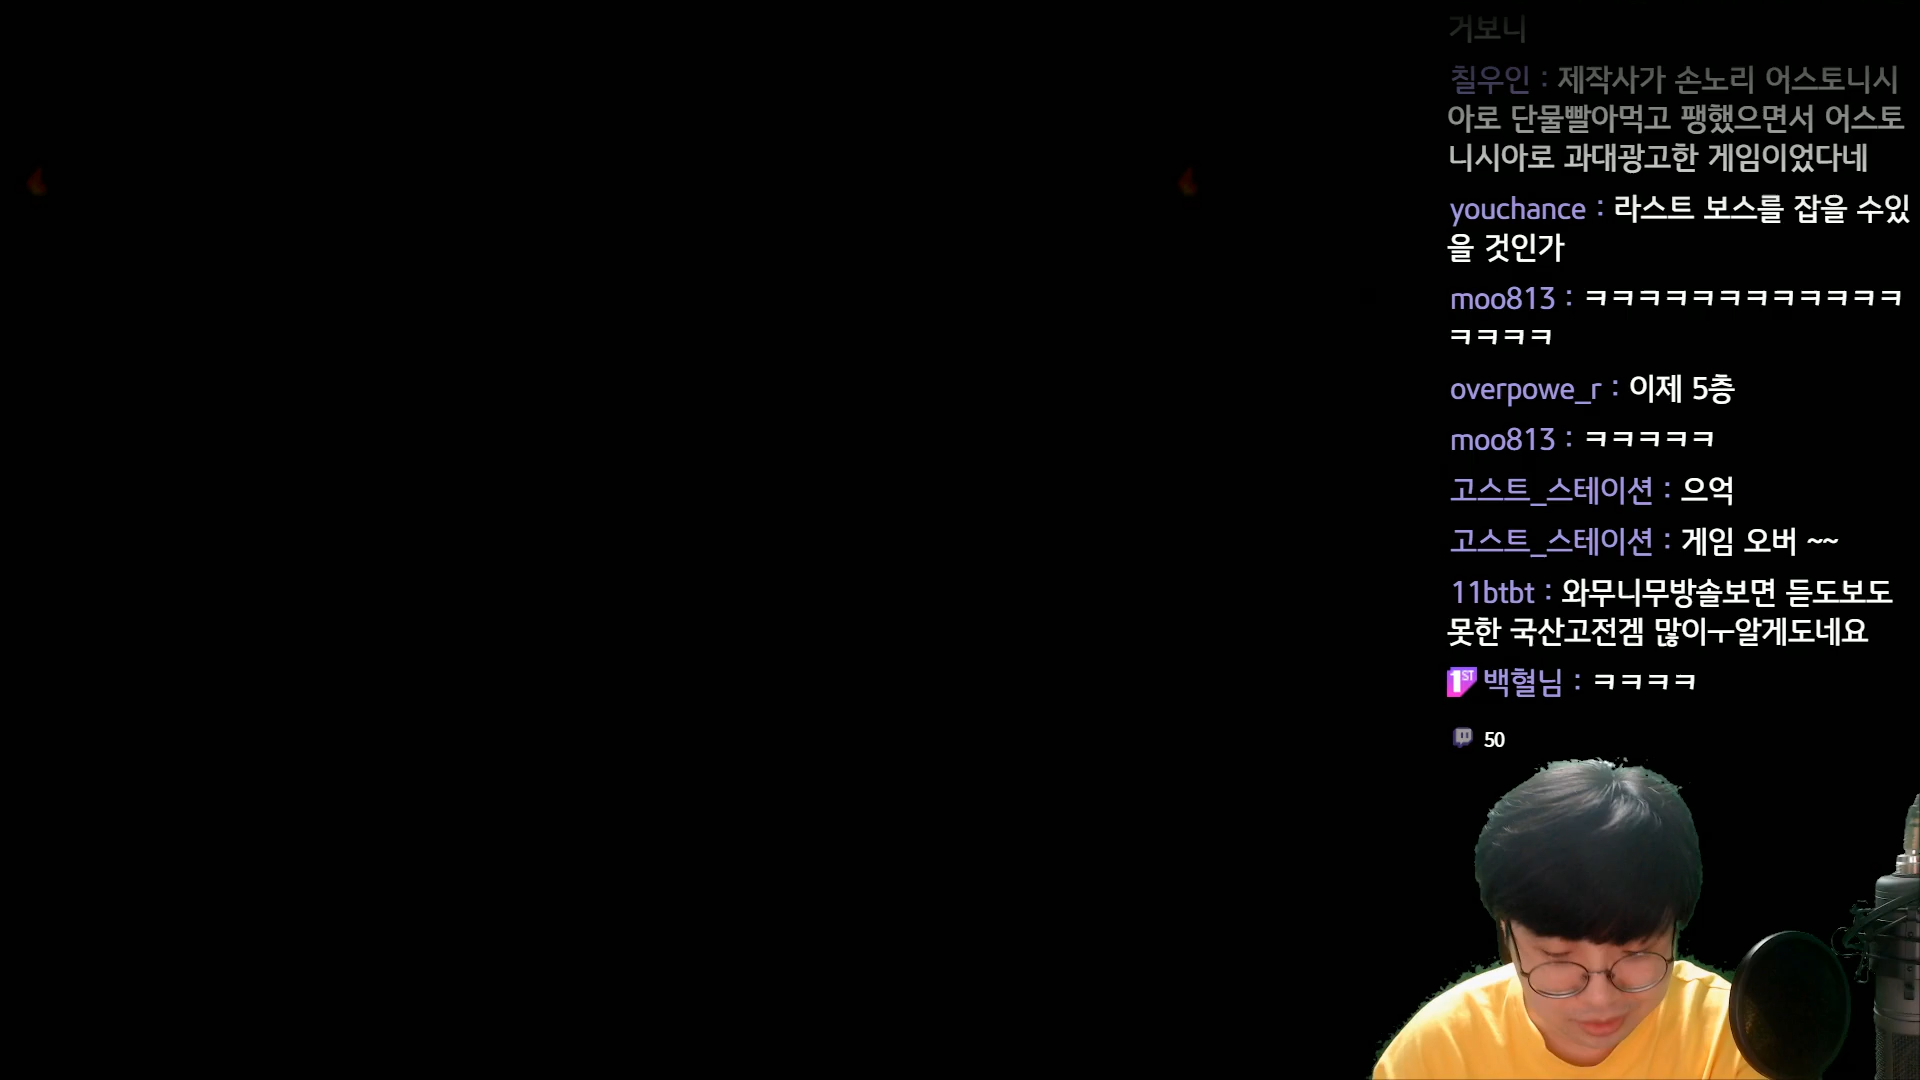 거보니
칠우인 : 제작사가 손노리 어스토니시
아로 단물빨아먹고 팽했으면서 어스토
니시아로 과대광고한 게임이었다네
youchance : 라스트 보스를 잡을 수있
을 것인가
moo813 : ㅋㅋㅋㅋㅋㅋㅋㅋㅋㅋㅋㅋ
ㅋㅋㅋㅋ
overpowe_r : 이제 5층
moo813 : ㅋㅋㅋㅋㅋ
고스트_스테이션 : 으억
고스트_스테이션 : 게임 오버 ~~
11btbt : 와무니무방솔보면 듣도보도
못한 국산고전겜 많이ㅜ알게도네요
1ST 백혈님 : ㅋㅋㅋㅋ
50